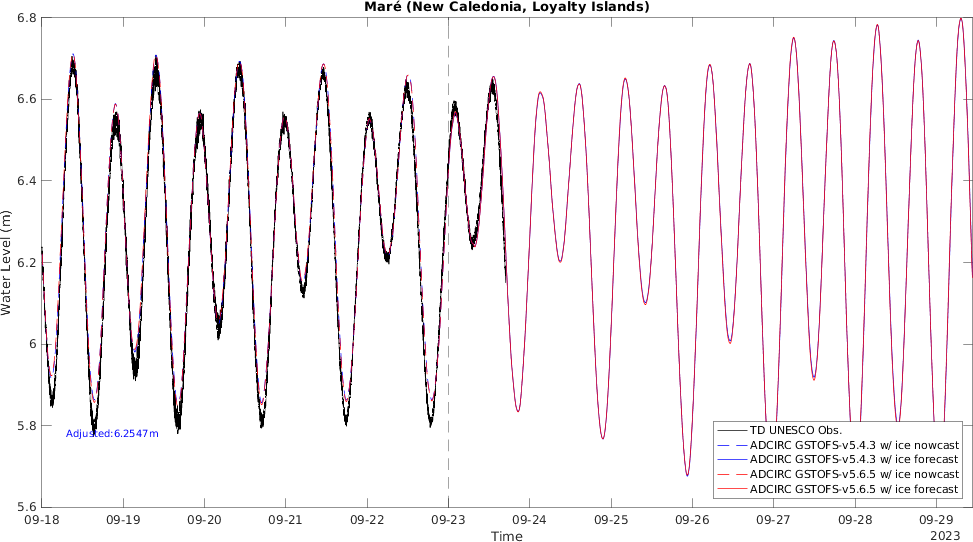 Maré (New Caledonia, Loyalty Islands)
6.8
6.6
6.4
6.2
6
5.8
5.6
Water Level (m)
Adjusted:6.2547m
TD UNESCO Obs.
ADCIRC GSTOFS-v5.4.3 w/ ice nowcast
ADCIRC GSTOFS-v5.4.3 w/ ice forecast
ADCIRC GSTOFS-v5.6.5 w/ ice nowcast
ADCIRC GSTOFS-v5.6.5 w/ ice forecast
09-18 09-19 09-20 09-21 09-22 09-23 09-24 09-25 09-26 09-27 09-28 09-29
Time
2023